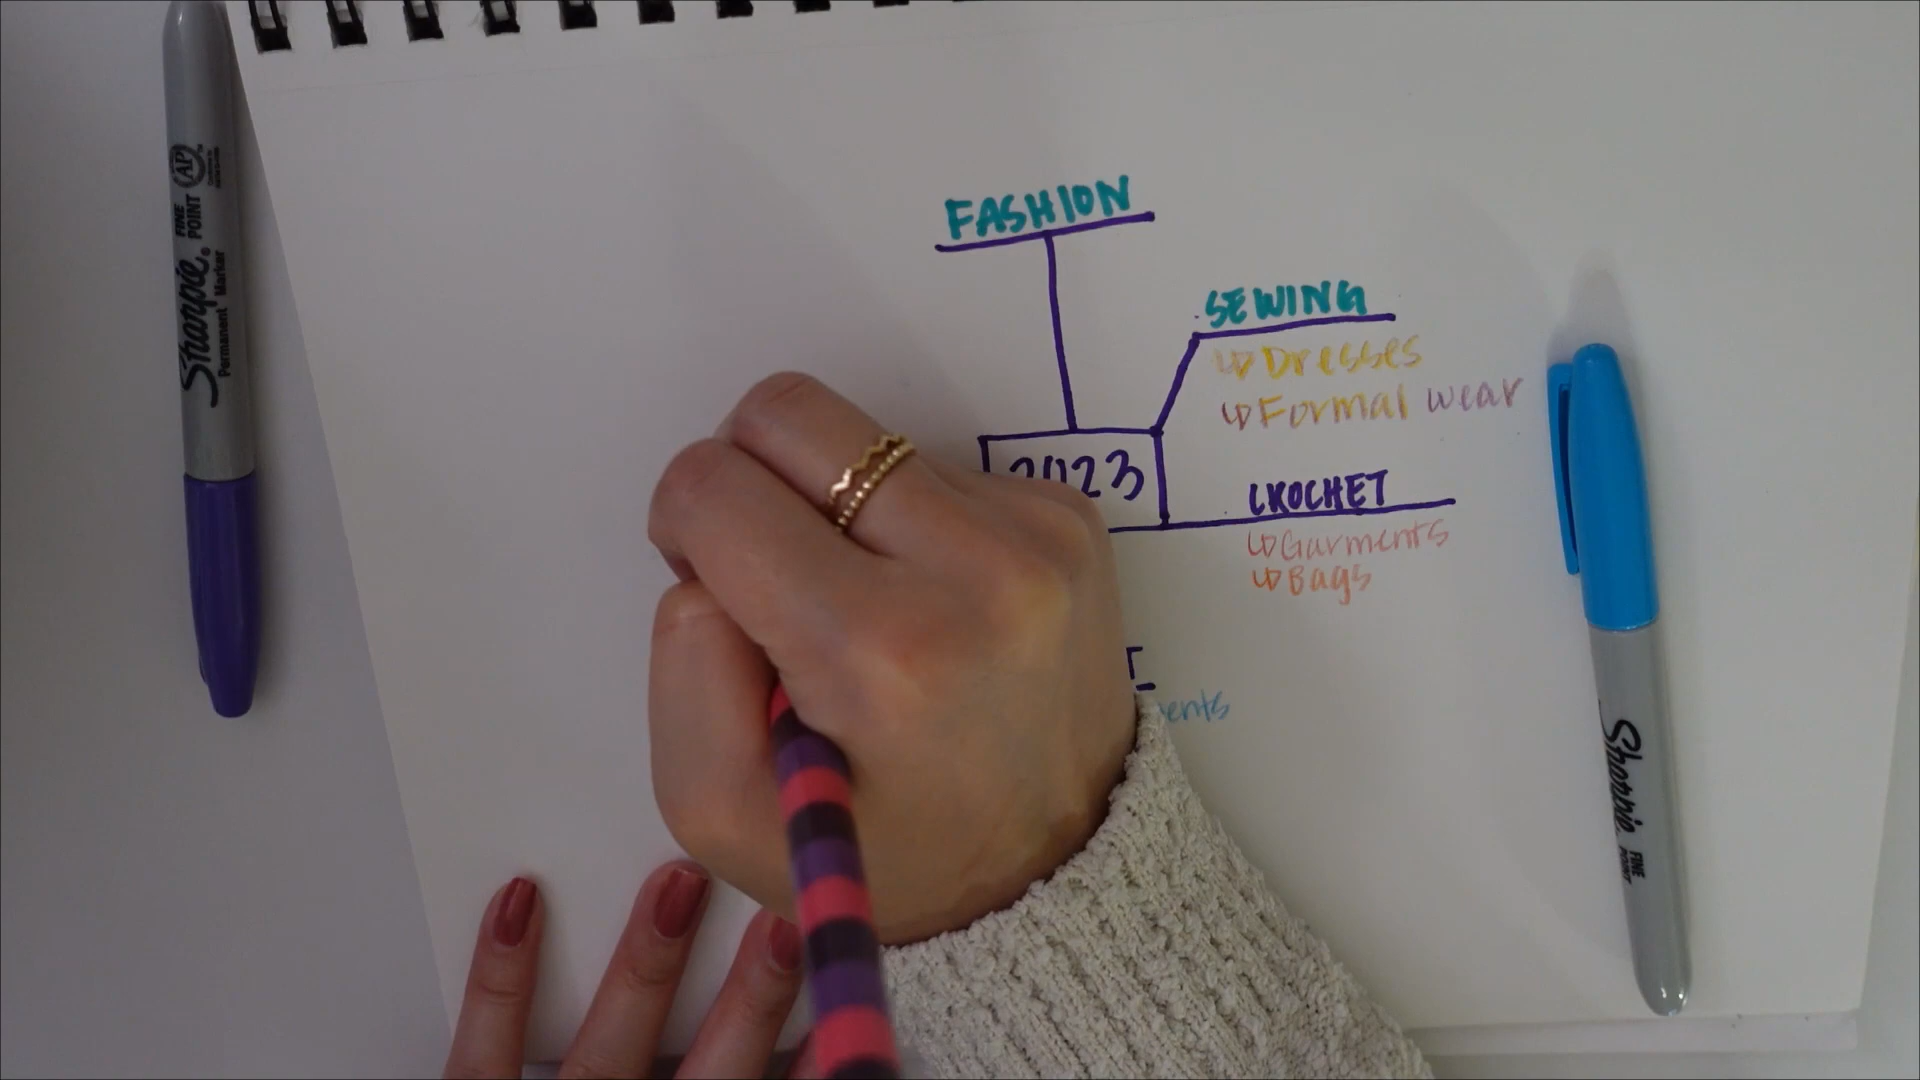 FASHION
SEWING
↳Dresses
↳Formal wear
2023
CROCHET
↳Garments
↳Bags
Sharpie
FINE POINT
Permanent Marker
AP
Sharpie
FINE
POINT